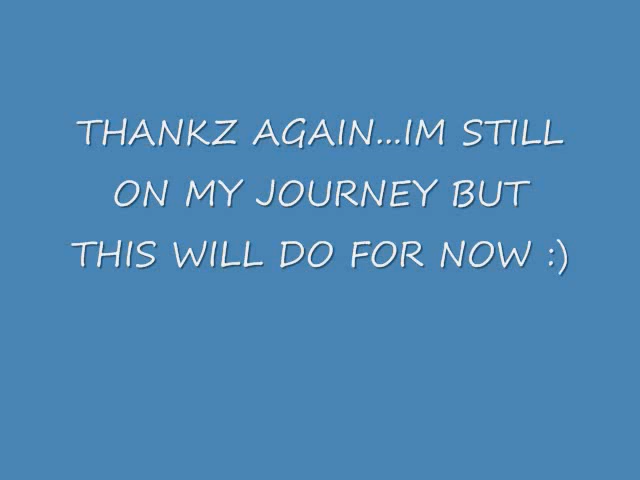 THANKZ AGAIN...IM STILL
ON MY JOURNEY BUT
THIS WILL DO FOR NOW :)